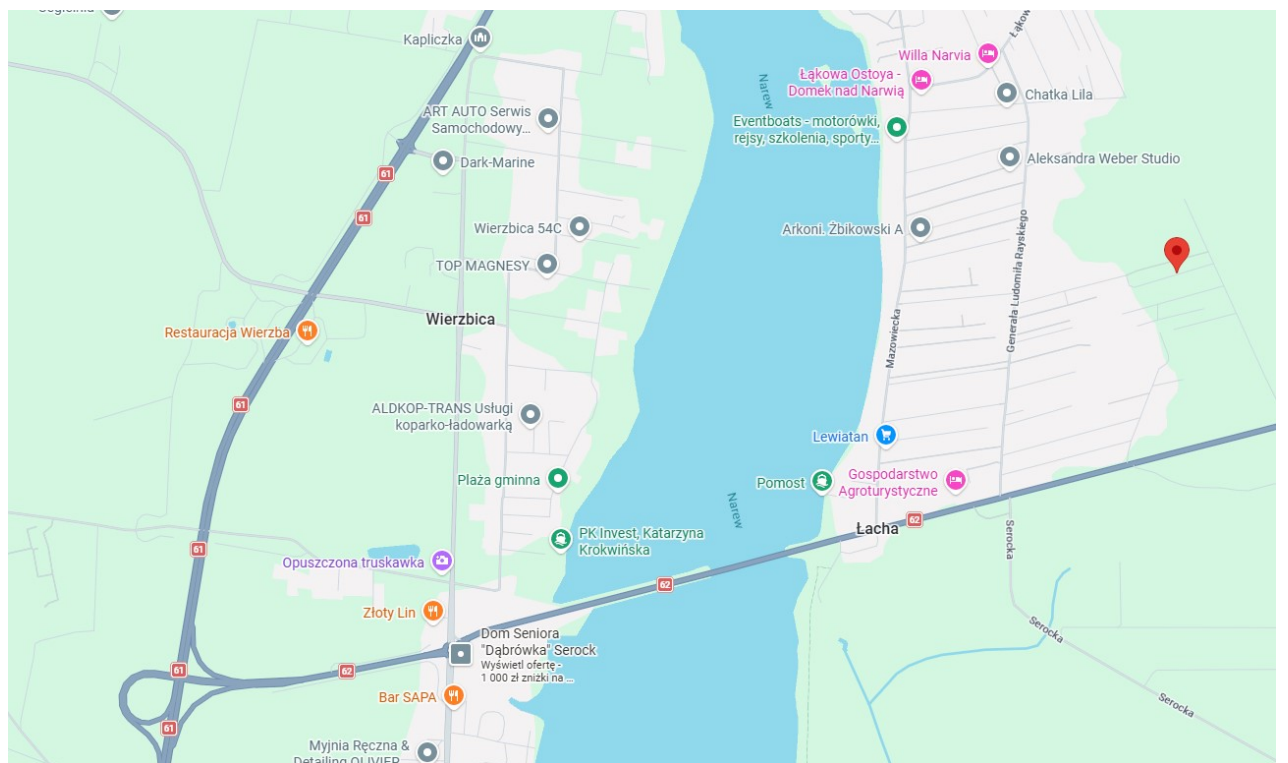 Kapliczka
Willa Narvia
Łąkowa Ostoya -
Domek nad Narwią
Chatka Lila
Narew
ART AUTO Serwis
Samochodowy...
Eventboats - motorówki,
rejsy, szkolenia, sporty...
Dark-Marine
Aleksandra Weber Studio
61
61
Wierzbica 54C
Arkoni. Żbikowski A
Generała Ludomiła Rayskiego
TOP MAGNESY
Wierzbica
Restauracja Wierzba
Mazowiecka
61
ALDKOP-TRANS Usługi
koparko-ładowarką
Lewiatan
Plaża gminna
Pomost
Gospodarstwo
Agroturystyczne
Narew
62
Łacha
PK Invest, Katarzyna
Krokwińska
Serocka
61
Opuszczona truskawka
62
Złoty Lin
Serocka
Dom Seniora
"Dąbrówka" Serock
Wyświetl ofertę -
1 000 zł zniżki na ...
61
62
Bar SAPA
Serocka
61
Myjnia Ręczna &
Detailing OLIVIER